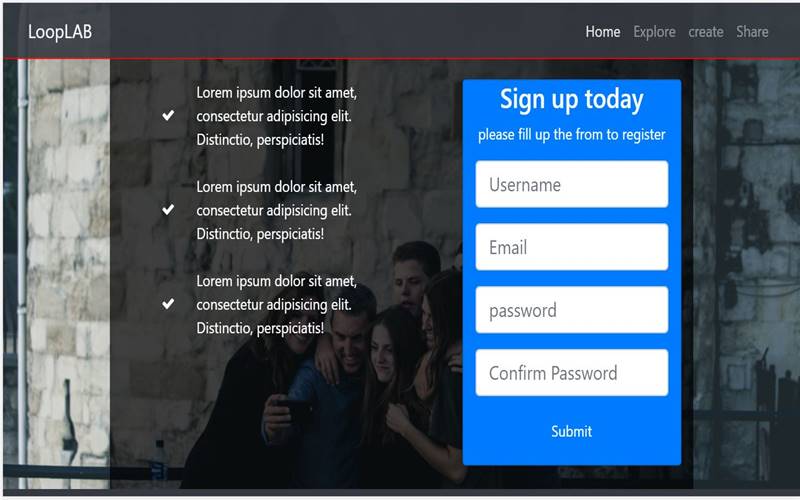 LoopLAB
Home Explore create Share
Lorem ipsum dolor sit amet,
consectetur adipisicing elit.
Distinctio, perspiciatis!
Lorem ipsum dolor sit amet,
consectetur adipisicing elit.
Distinctio, perspiciatis!
Lorem ipsum dolor sit amet,
consectetur adipisicing elit.
Distinctio, perspiciatis!
Sign up today
please fill up the from to register
Username
Email
password
Confirm Password
Submit